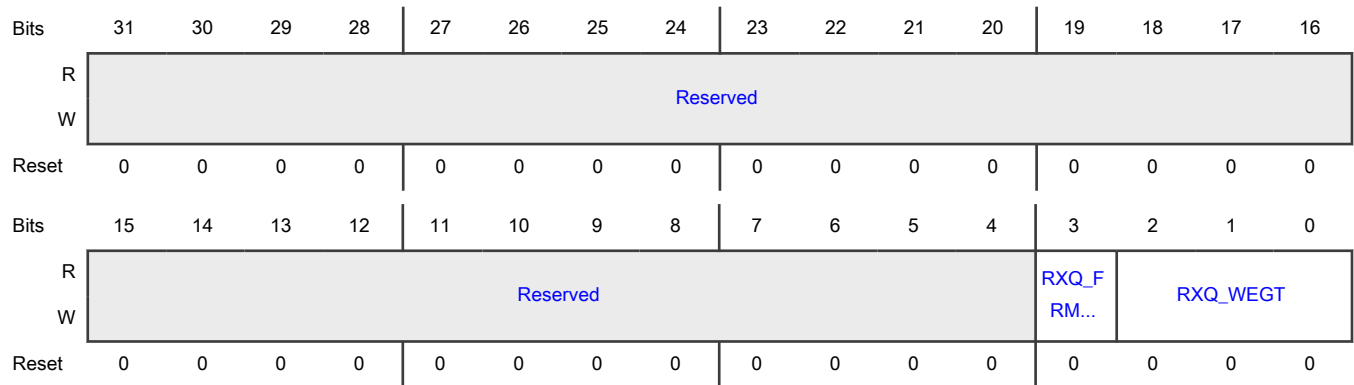 Bits 31 30 29 28 27 26 25 24 23 22 21 20 19 18 17 16
R
Reserved
W
Reset 0 0 0 0 0 0 0 0 0 0 0 0 0 0 0 0
Bits 15 14 13 12 11 10 9 8 7 6 5 4 3 2 1 0
R
Reserved RXQ_F RXQ_WEGT
RM...
W
Reset 0 0 0 0 0 0 0 0 0 0 0 0 0 0 0 0